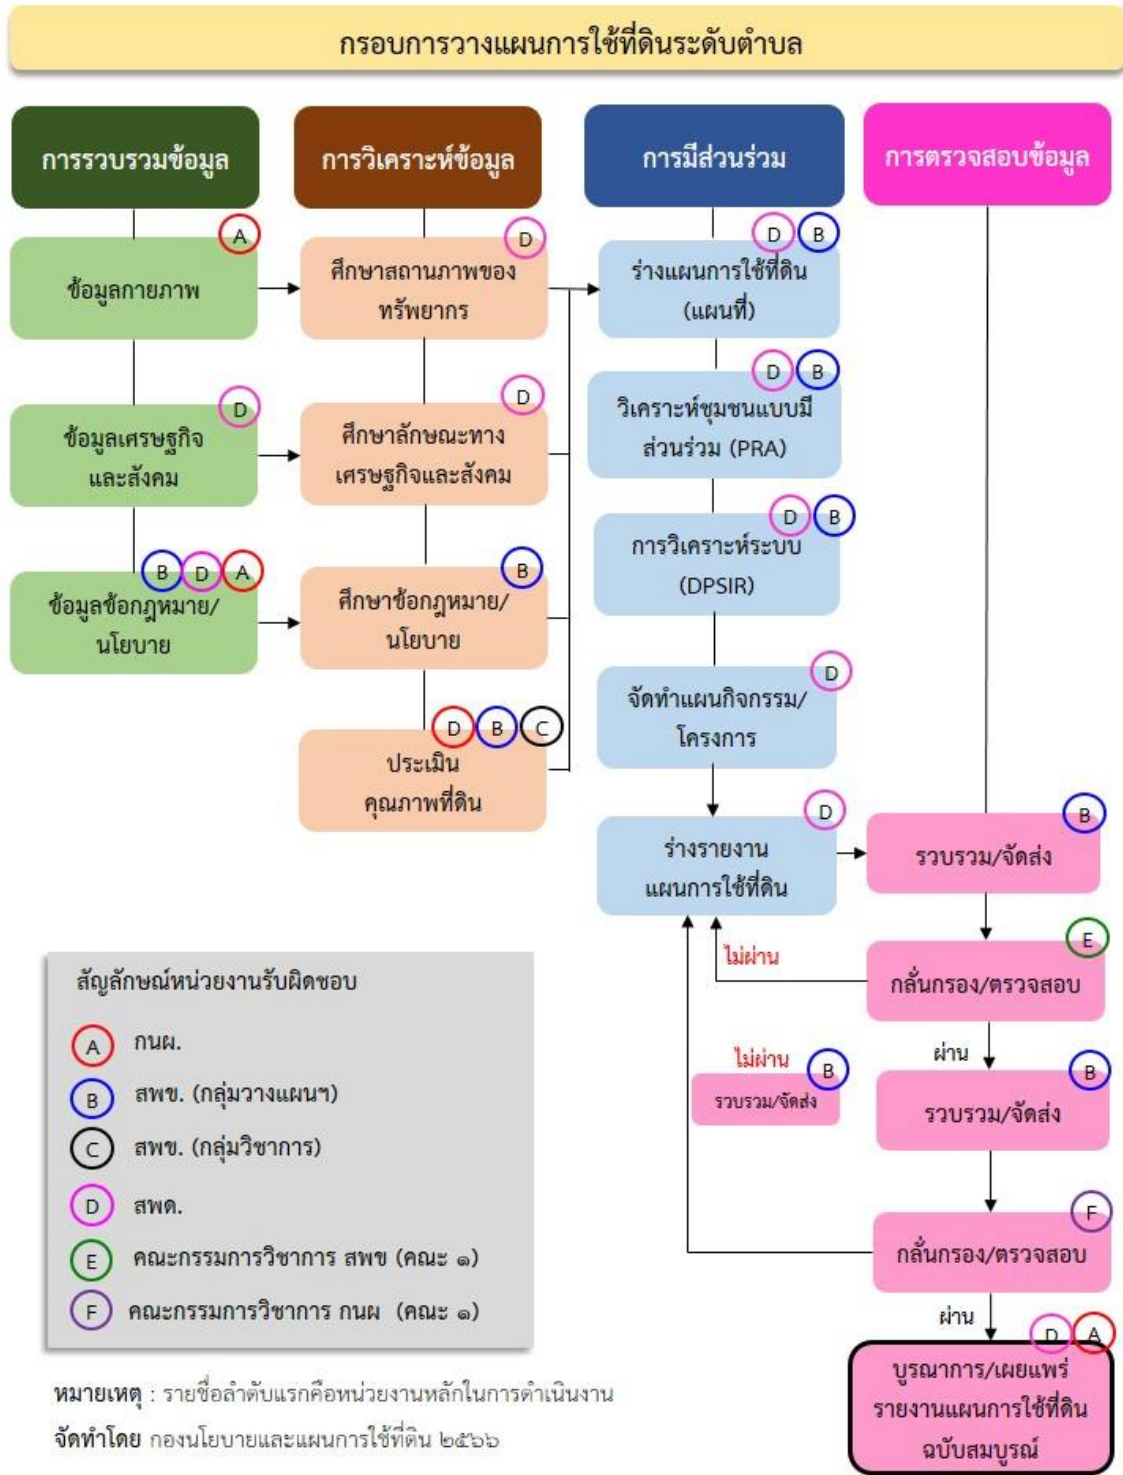 กรอบการวางแผนการใช้ที่ดินระดับตำบล
การรวบรวมข้อมูล
A
ข้อมูลกายภาพ
D
ข้อมูลเศรษฐกิจ
และสังคม
B D A
ข้อมูลข้อกฎหมาย/
นโยบาย
การวิเคราะห์ข้อมูล
D
ศึกษาสถานภาพของ
ทรัพยากร
D
ศึกษาลักษณะทาง
เศรษฐกิจและสังคม
B
ศึกษาข้อกฎหมาย/
นโยบาย
D B C
ประเมิน
คุณภาพที่ดิน
การมีส่วนร่วม
D B
ร่างแผนการใช้ที่ดิน
(แผนที่)
D B
วิเคราะห์ชุมชนแบบมี
ส่วนร่วม (PRA)
D B
การวิเคราะห์ระบบ
(DPSIR)
D
จัดทำแผนกิจกรรม/
โครงการ
D
ร่างรายงาน
แผนการใช้ที่ดิน
การตรวจสอบข้อมูล
B
รวบรวม/จัดส่ง
E
กลั่นกรอง/ตรวจสอบ
ไม่ผ่าน
ผ่าน
B
รวบรวม/จัดส่ง
ไม่ผ่าน
B
รวบรวม/จัดส่ง
F
กลั่นกรอง/ตรวจสอบ
ผ่าน
D A
บูรณาการ/เผยแพร่
รายงานแผนการใช้ที่ดิน
ฉบับสมบูรณ์
สัญลักษณ์หน่วยงานรับผิดชอบ
A กนผ.
B สพข. (กลุ่มวางแผนฯ)
C สพข. (กลุ่มวิชาการ)
D สพด.
E คณะกรรมการวิชาการ สพข (คณะ ๑)
F คณะกรรมการวิชาการ กนผ (คณะ ๑)
หมายเหตุ : รายชื่อลำดับแรกคือหน่วยงานหลักในการดำเนินงาน
จัดทำโดย กองนโยบายและแผนการใช้ที่ดิน ๒๕๖๖